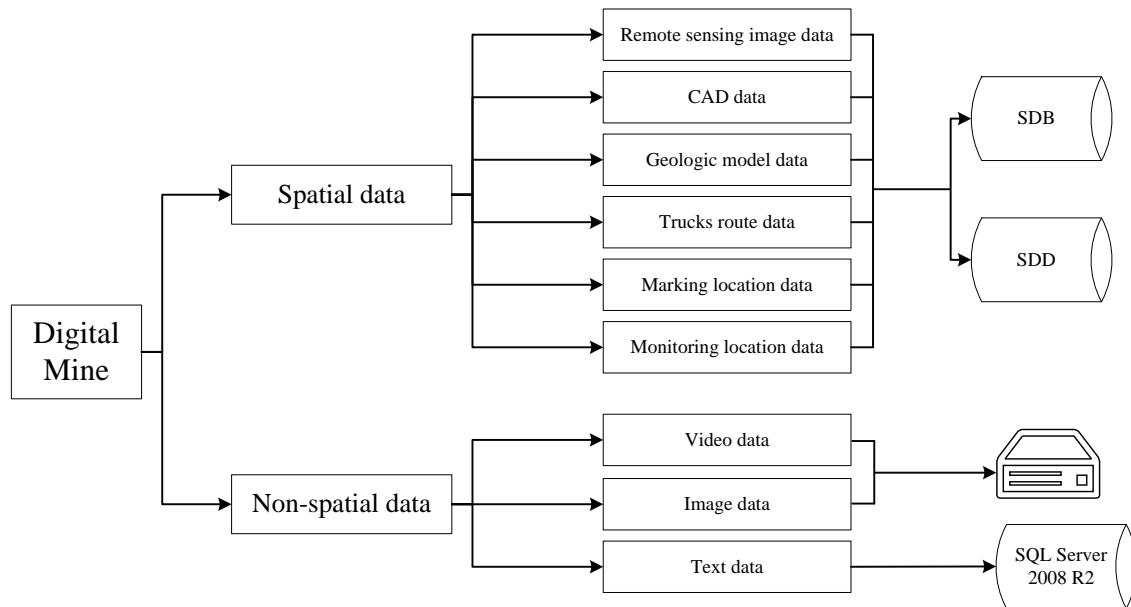 Digital
Mine
Spatial data
Non-spatial data
Remote sensing image data
CAD data
Geologic model data
Trucks route data
Marking location data
Monitoring location data
Video data
Image data
Text data
SDB
SDD
SQL Server
2008 R2